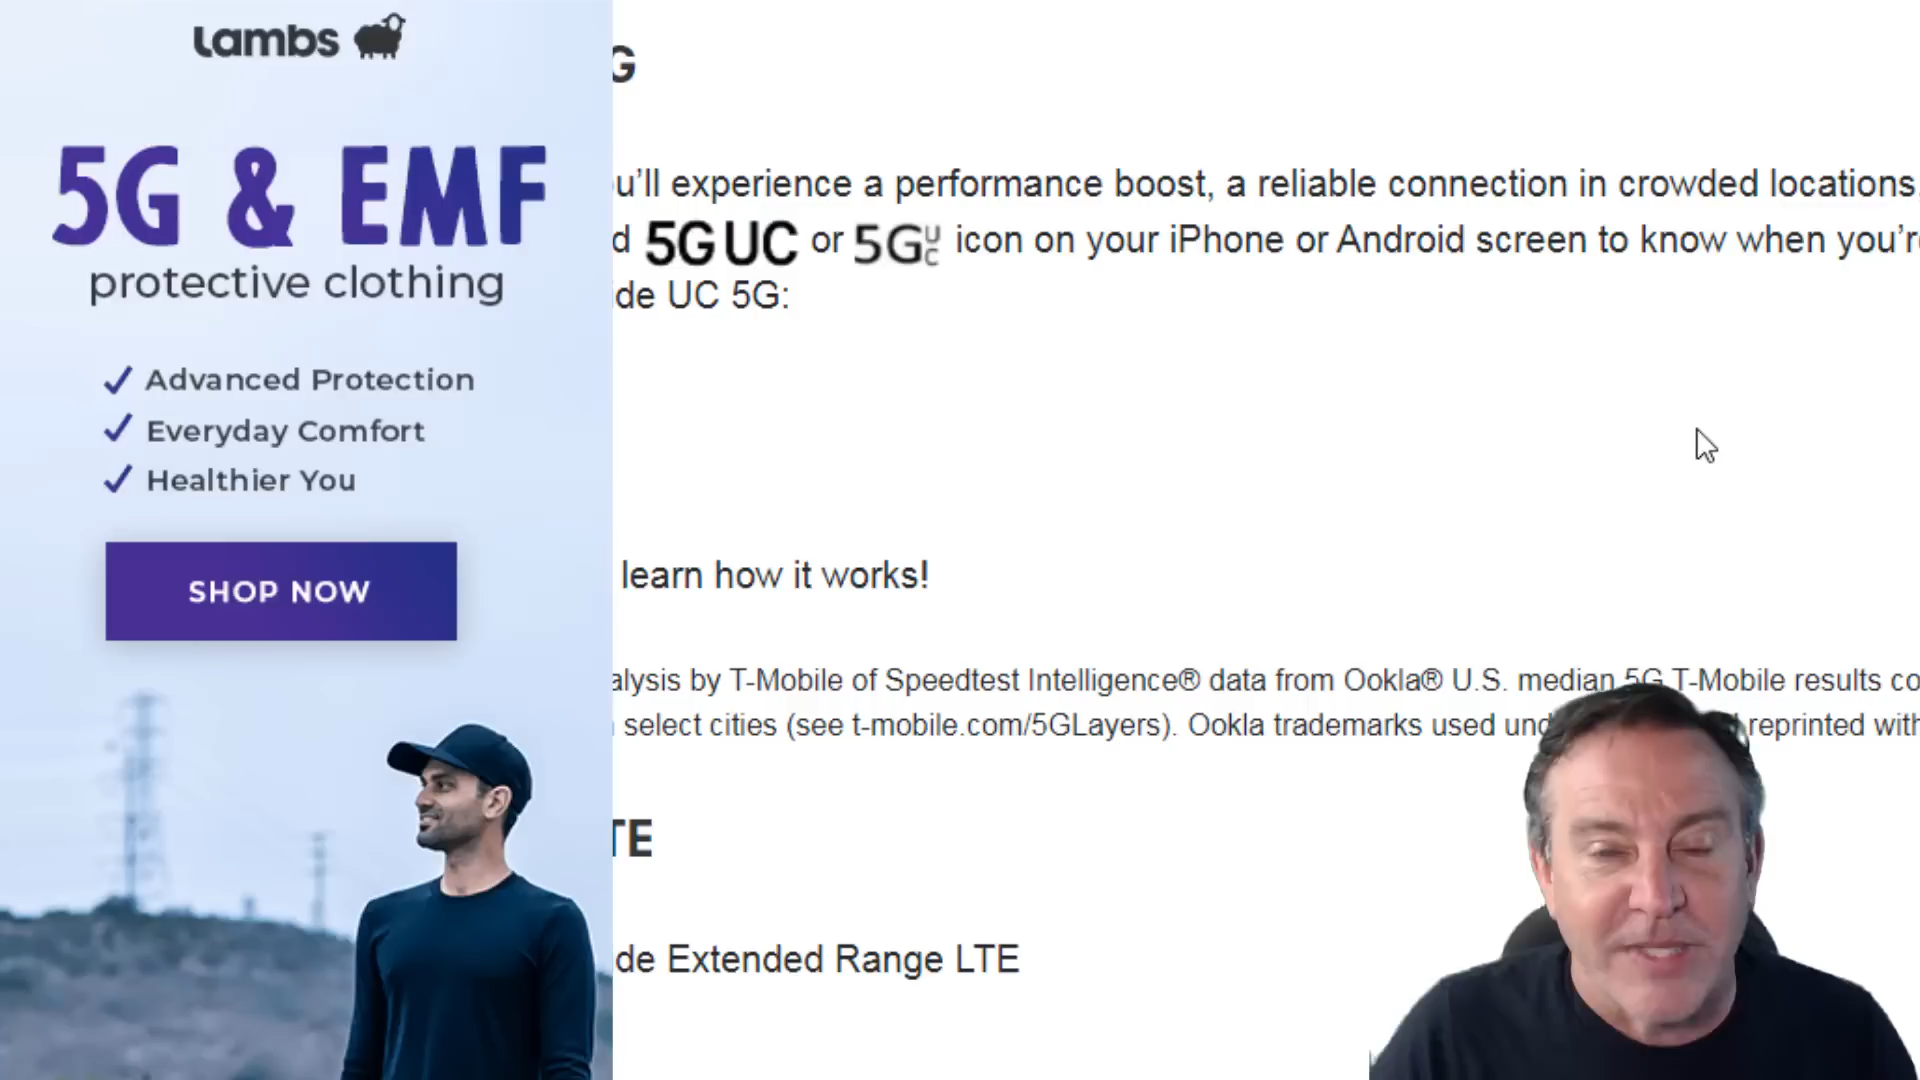 Lambs
5G & EMF
protective clothing
Advanced Protection
Everyday Comfort
Healthier You
SHOP NOW
G
u'll experience a performance boost, a reliable connection in crowded locations,
d 5G UC or 5G UC icon on your iPhone or Android screen to know when you're
ide UC 5G:
learn how it works!
alysis by T-Mobile of Speedtest Intelligence® data from Ookla® U.S. median 5G T-Mobile results co
select cities (see t-mobile.com/5GLayers). Ookla trademarks used und reprinted with
TE
de Extended Range LTE